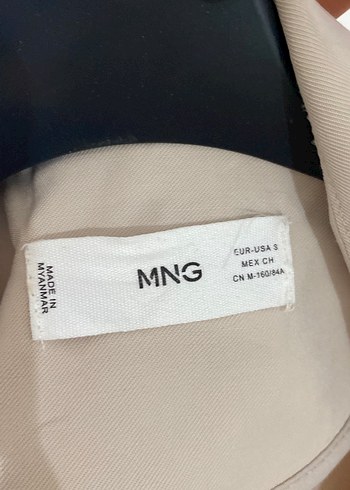 MADE IN
MYANMAR
MNG
EUR-USA S
MEX CH
CN M-160/84A